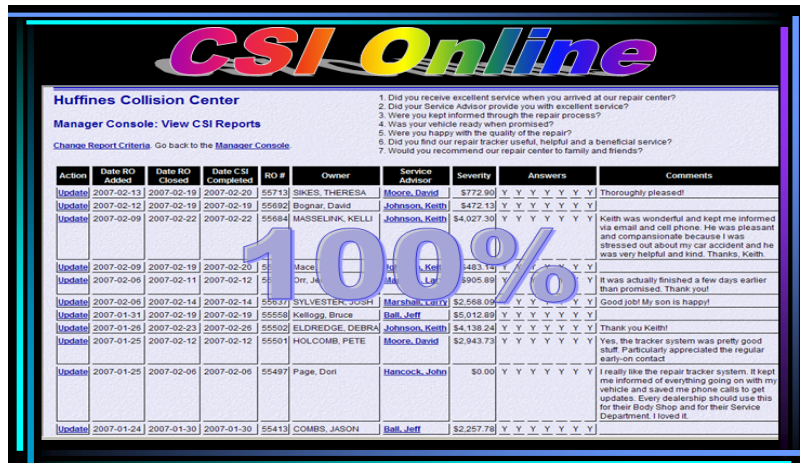 CSI Online
Huffines Collision Center
Manager Console: View CSI Reports
Change Report Criteria. Go back to the Manager Console.
1. Did you receive excellent service when you arrived at our repair center?
2. Did your Service Advisor provide you with excellent service?
3. Were you kept informed through the repair process?
4. Was your vehicle ready when promised?
5. Were you happy with the quality of the repair?
6. Did you find our repair tracker useful, helpful and a beneficial service?
7. Would you recommend our repair center to family and friends?
Action Date RO Added Date RO Closed Date CSI Completed RO # Owner Service Advisor Severity Answers Comments
Update 2007-02-13 2007-02-19 2007-02-20 55713 SIKES, THERESA Moore, David $772.90 Y Y Y Y Y Y Y Thoroughly pleased!
Update 2007-02-12 2007-02-19 2007-02-19 55692 Bognar, David Johnson, Keith $472.13 Y Y Y Y Y Y Y
Update 2007-02-09 2007-02-22 2007-02-22 55684 MASSELINK, KELLI Johnson, Keith $4,027.30 Y Y Y Y Y Y Y Keith was wonderful and kept me informed
via email and cell phone. He was pleasant
and compansionate because I was
stressed out about my car accident and he
was very helpful and kind. Thanks, Keith.
100%
Update 2007-02-09 2007-02-19 2007-02-20 Mace, Y Y Y Y Y
Update 2007-02-06 2007-02-11 2007-02-12 Orr, $905.89 Y Y Y Y Y It was actually finished a few days earlier
than promised. Thank you!
Update 2007-02-06 2007-02-14 2007-02-14 55637 SYLVESTER, JOSH Marshall, Larry $2,568.09 Y Y Y Y Y Y Y Good job! My son is happy!
Update 2007-01-31 2007-02-19 2007-02-19 55558 Kellogg, Bruce Ball, Jeff $5,012.89 Y Y Y Y Y Y Y
Update 2007-01-26 2007-02-23 2007-02-26 55502 ELDREDGE, DEBRA Johnson, Keith $4,138.24 Y Y Y Y Y Y Y Thank you Keith!
Update 2007-01-25 2007-02-12 2007-02-12 55501 HOLCOMB, PETE Moore, David $2,943.73 Y Y Y Y Y Y Y Yes, the tracker system was pretty good
stuff. Particularly appreciated the regular
early-on contact
Update 2007-01-25 2007-02-06 2007-02-06 55497 Page, Dori Hancock, John $0.00 Y Y Y Y Y Y Y I really like the repair tracker system. It kept
me informed of everything going on with my
vehicle and saved me phone calls to get
updates. Every dealership should use this
for their Body Shop and for their Service
Department. I loved it.
Update 2007-01-24 2007-01-30 2007-01-30 55413 COMBS, JASON Ball, Jeff $2,257.78 Y Y Y Y Y Y Y